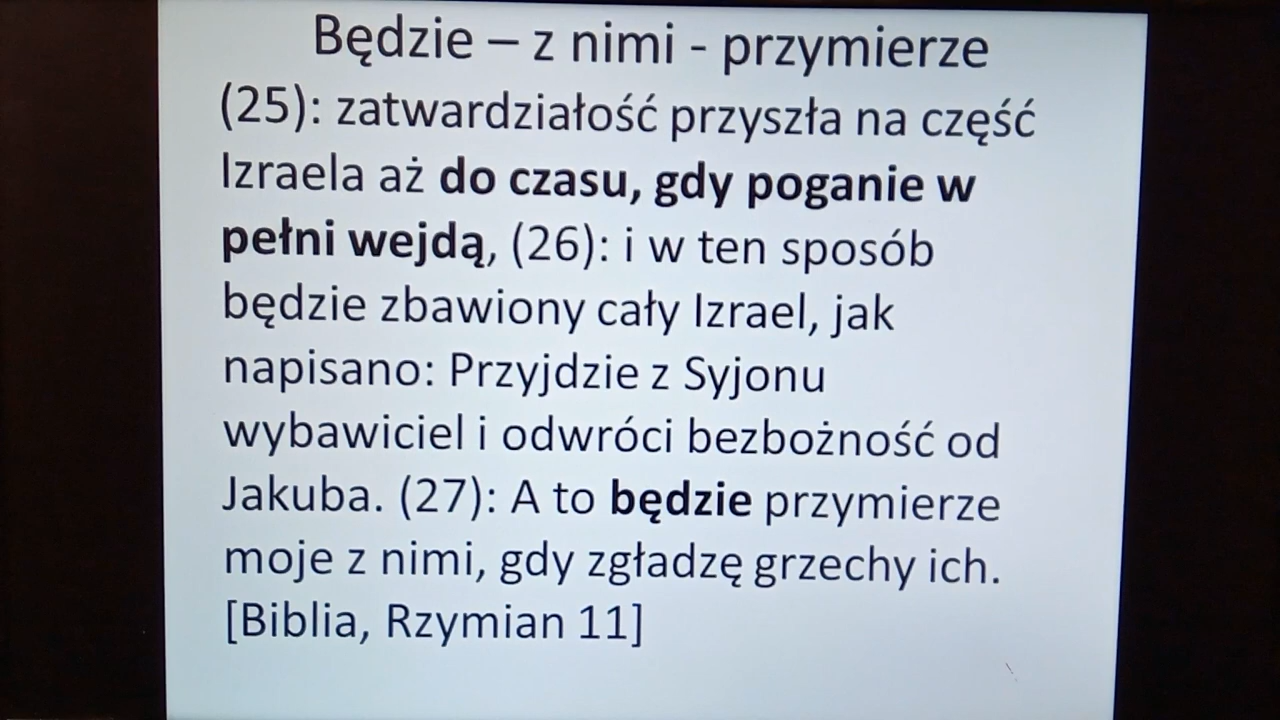 Będzie – z nimi - przymierze
(25): zatwardziałość przyszła na część
Izraela aż do czasu, gdy poganie w
pełni wejdą, (26): i w ten sposób
będzie zbawiony cały Izrael, jak
napisano: Przyjdzie z Syjonu
wybawiciel i odwróci bezbożność od
Jakuba. (27): A to będzie przymierze
moje z nimi, gdy zgładzę grzechy ich.
[Biblia, Rzymian 11]